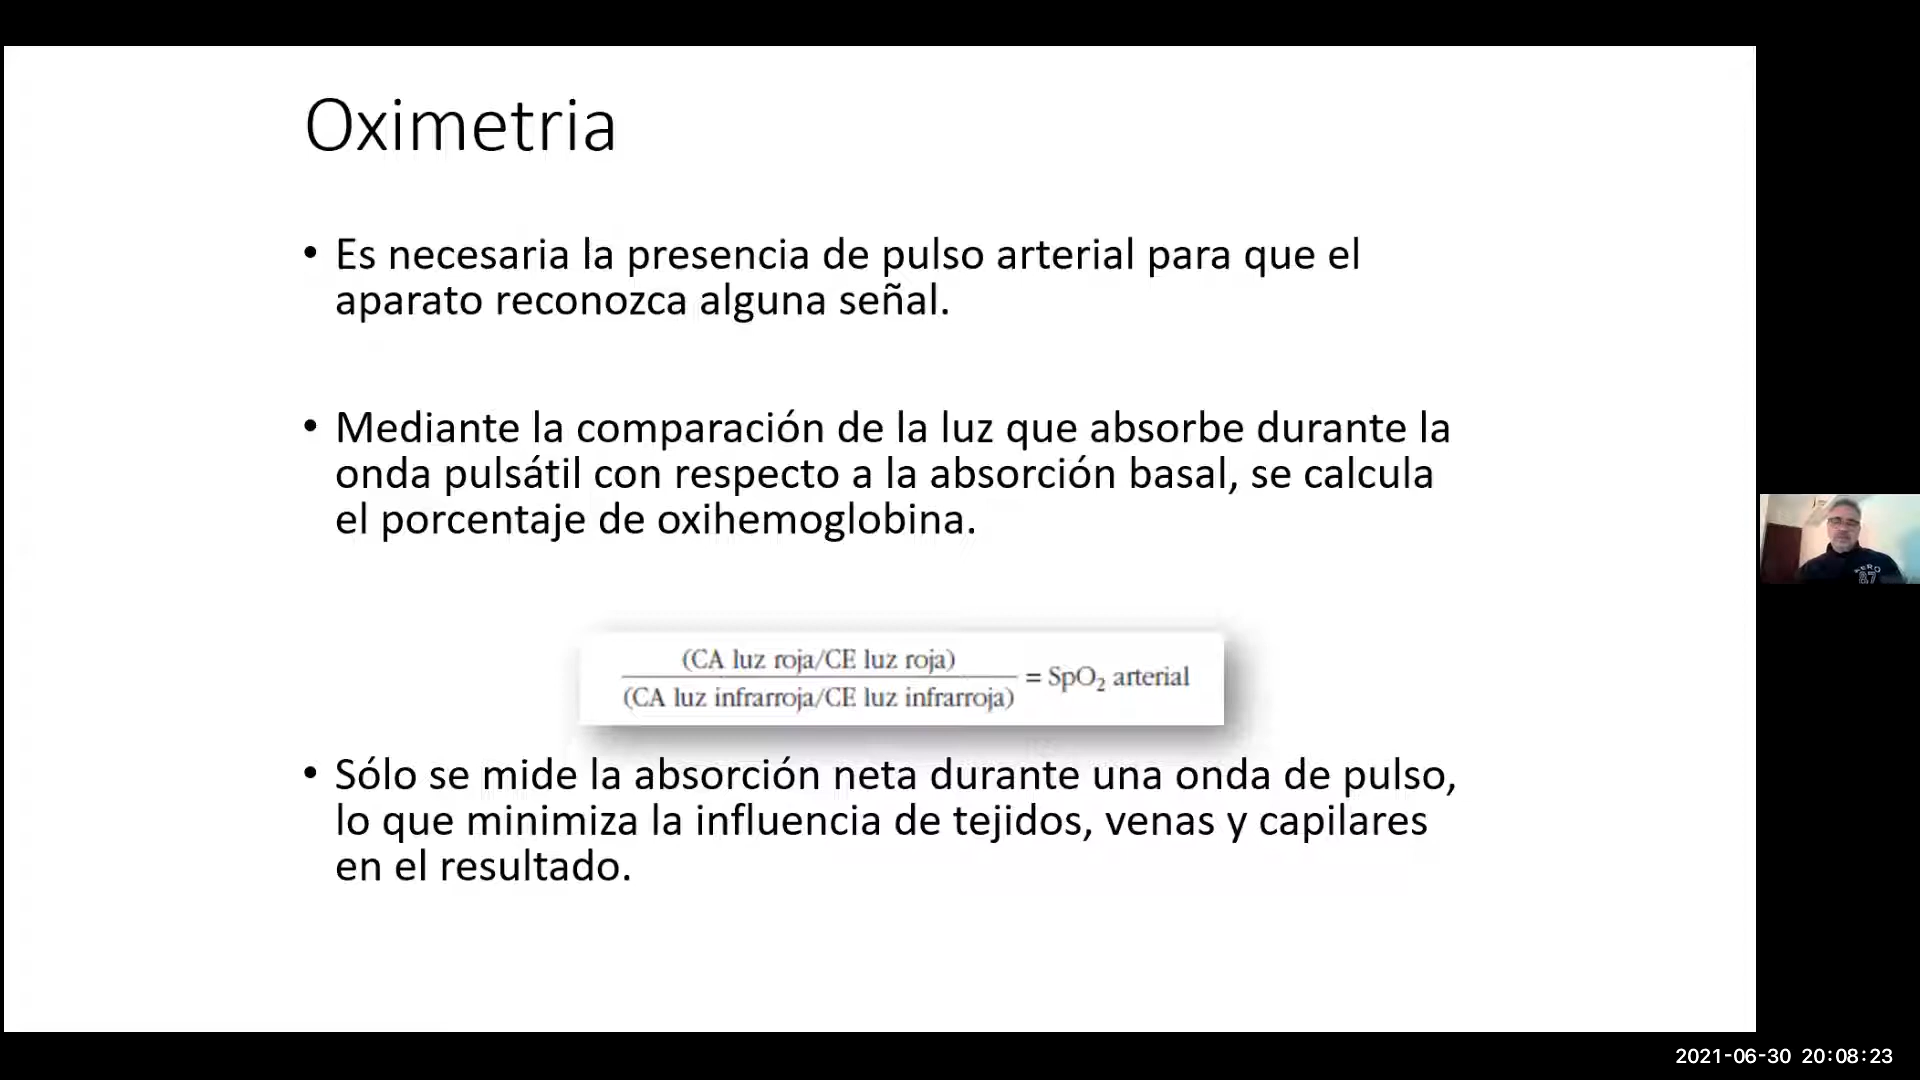 Oximetria
• Es necesaria la presencia de pulso arterial para que el
aparato reconozca alguna señal.
• Mediante la comparación de la luz que absorbe durante la
onda pulsátil con respecto a la absorción basal, se calcula
el porcentaje de oxihemoglobina.
(CA luz roja/CE luz roja)
(CA luz infrarroja/CE luz infrarroja) = SpO₂ arterial
• Sólo se mide la absorción neta durante una onda de pulso,
lo que minimiza la influencia de tejidos, venas y capilares
en el resultado.
87
2021-06-30 20:08:23